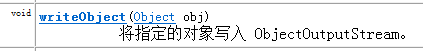 void writeObject(Object obj)
将指定的对象写入 ObjectOutputStream。